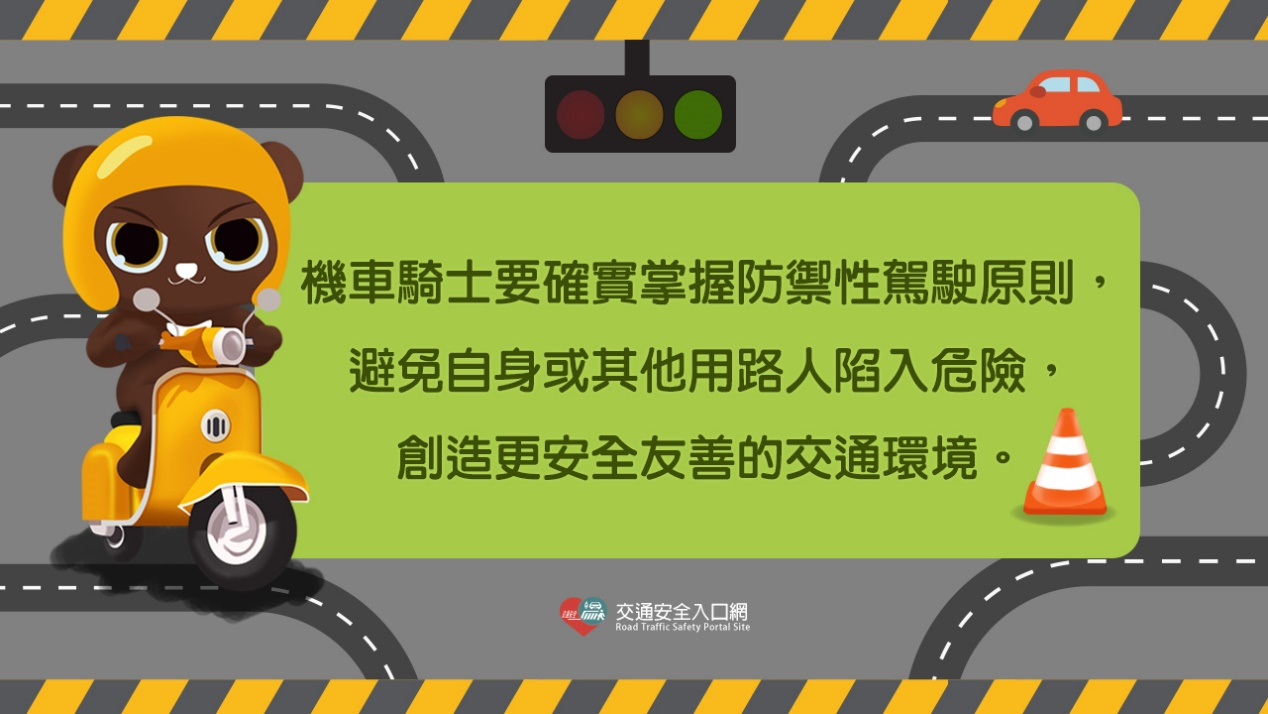 機車騎士要確實掌握防禦性駕駛原則，
避免自身或其他用路人陷入危險，
創造更安全友善的交通環境。
交通安全入口網
Road Traffic Safety Portal Site